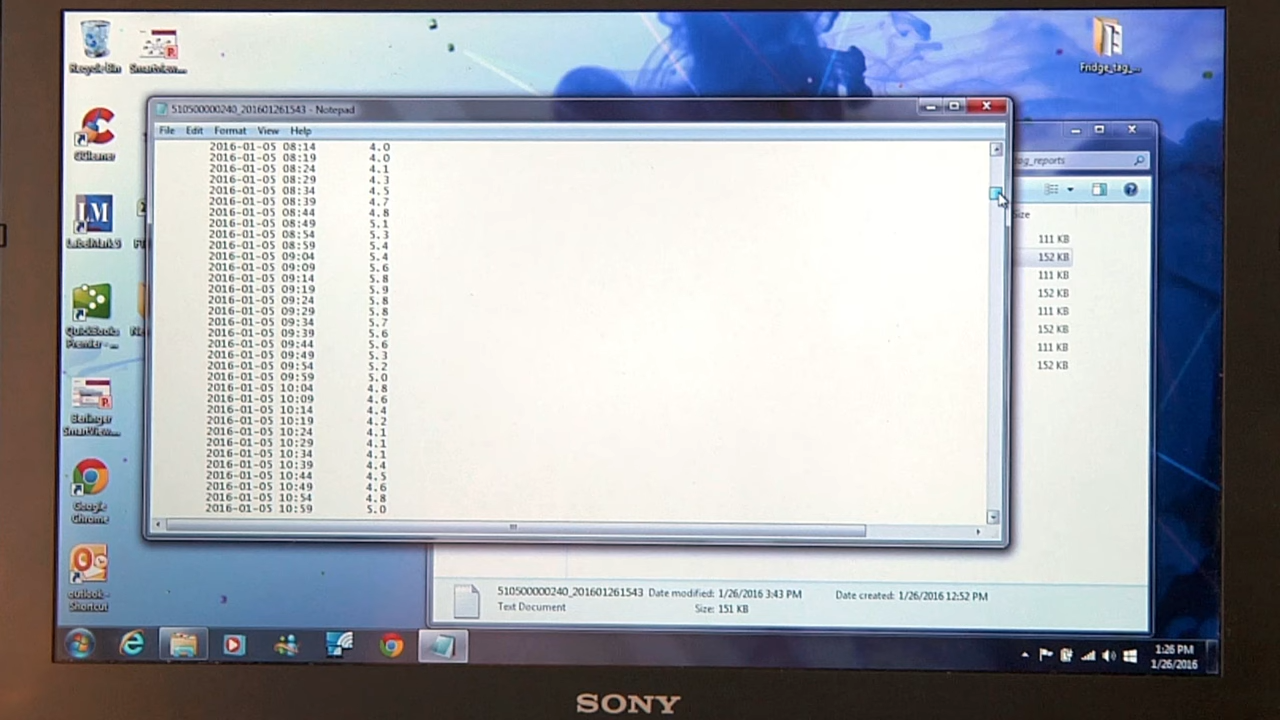 Recycle Bin
Smartview...
Fridge_tag_...
510500000240_201601261543 - Notepad
File Edit Format View Help
2016-01-05 08:14 4.0
2016-01-05 08:19 4.0
2016-01-05 08:24 4.1
2016-01-05 08:29 4.3
2016-01-05 08:34 4.5
2016-01-05 08:39 4.7
2016-01-05 08:44 4.8
2016-01-05 08:49 5.1
2016-01-05 08:54 5.3
2016-01-05 08:59 5.4
2016-01-05 09:04 5.4
2016-01-05 09:09 5.6
2016-01-05 09:14 5.8
2016-01-05 09:19 5.9
2016-01-05 09:24 5.8
2016-01-05 09:29 5.8
2016-01-05 09:34 5.7
2016-01-05 09:39 5.6
2016-01-05 09:44 5.6
2016-01-05 09:49 5.3
2016-01-05 09:54 5.2
2016-01-05 09:59 5.0
2016-01-05 10:04 4.8
2016-01-05 10:09 4.6
2016-01-05 10:14 4.4
2016-01-05 10:19 4.2
2016-01-05 10:24 4.1
2016-01-05 10:29 4.1
2016-01-05 10:34 4.1
2016-01-05 10:39 4.4
2016-01-05 10:44 4.5
2016-01-05 10:49 4.6
2016-01-05 10:54 4.8
2016-01-05 10:59 5.0
CCleaner
LM
LabelMark 5
QuickBooks
Premier - ...
Berlinger
SmartView...
Google
Chrome
outlook -
Shortcut
tag_reports
Size
111 KB
152 KB
111 KB
152 KB
111 KB
152 KB
111 KB
152 KB
510500000240_201601261543 Date modified: 1/26/2016 3:43 PM Date created: 1/26/2016 12:52 PM
Text Document Size: 151 KB
1:26 PM
1/26/2016
SONY